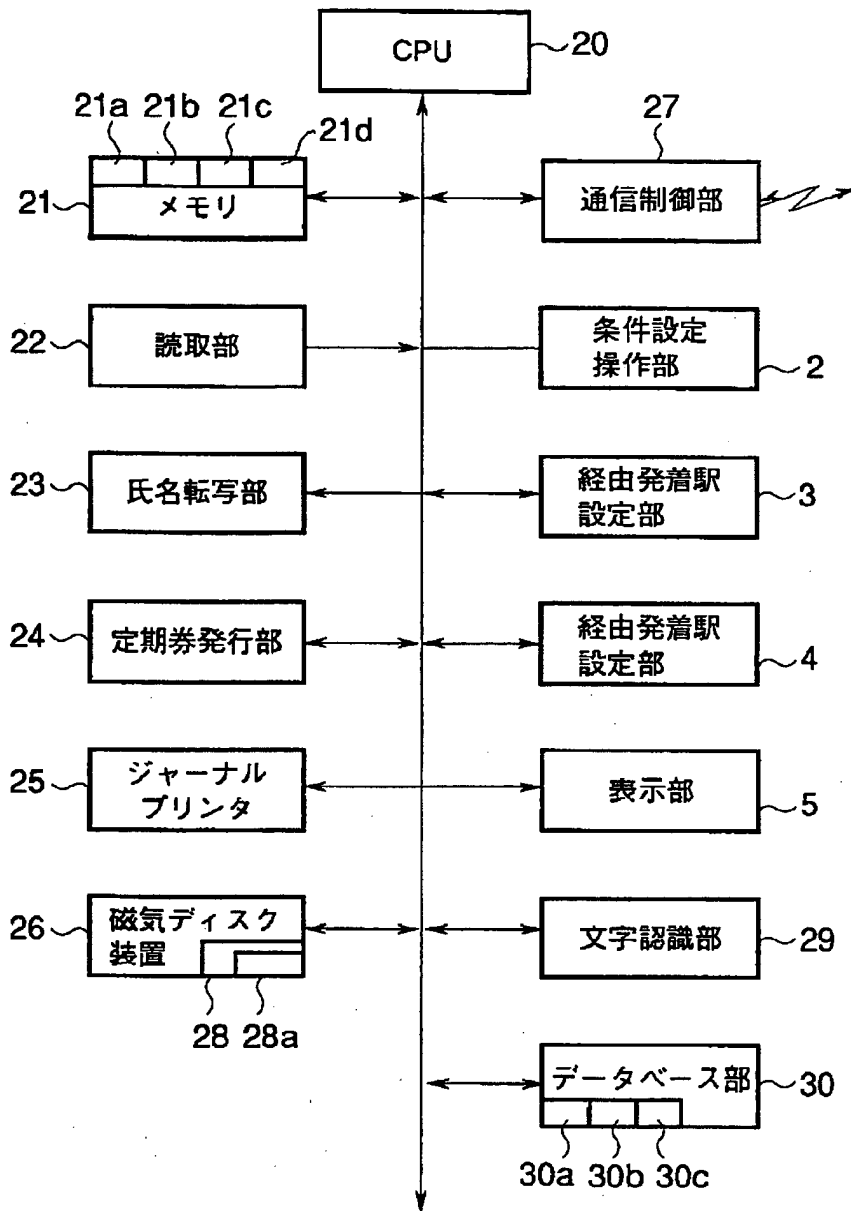 CPU
20
21a 21b 21c 21d
21
メモリ
27
通信制御部
22
読取部
条件設定
操作部
2
23
氏名転写部
経由発着駅
設定部
3
24
定期券発行部
経由発着駅
設定部
4
25
ジャーナル
プリンタ
表示部
5
26
磁気ディスク
装置
28 28a
文字認識部
29
データベース部
30
30a 30b 30c